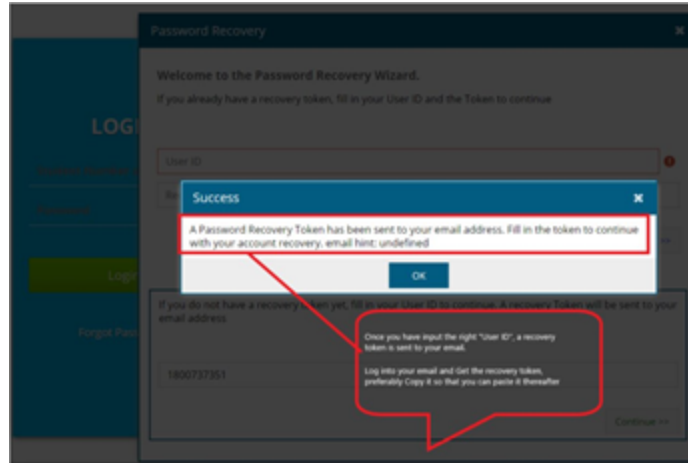 Password Recovery
Welcome to the Password Recovery Wizard.
If you already have a recovery token, fill in your User ID and the Token to continue
LOGI
User ID
Re
Success
A Password Recovery Token has been sent to your email address. Fill in the token to continue
with your account recovery. email hint: undefined
OK
Login
If you do not have a recovery token yet, fill in your User ID to continue. A recovery Token will be sent to your
email address
Forgot Pass
Once you have input the right "User ID", a recovery
token is sent to your email.
Log into your email and Get the recovery token,
preferably Copy it so that you can paste it thereafter
1800737351
Continue >>